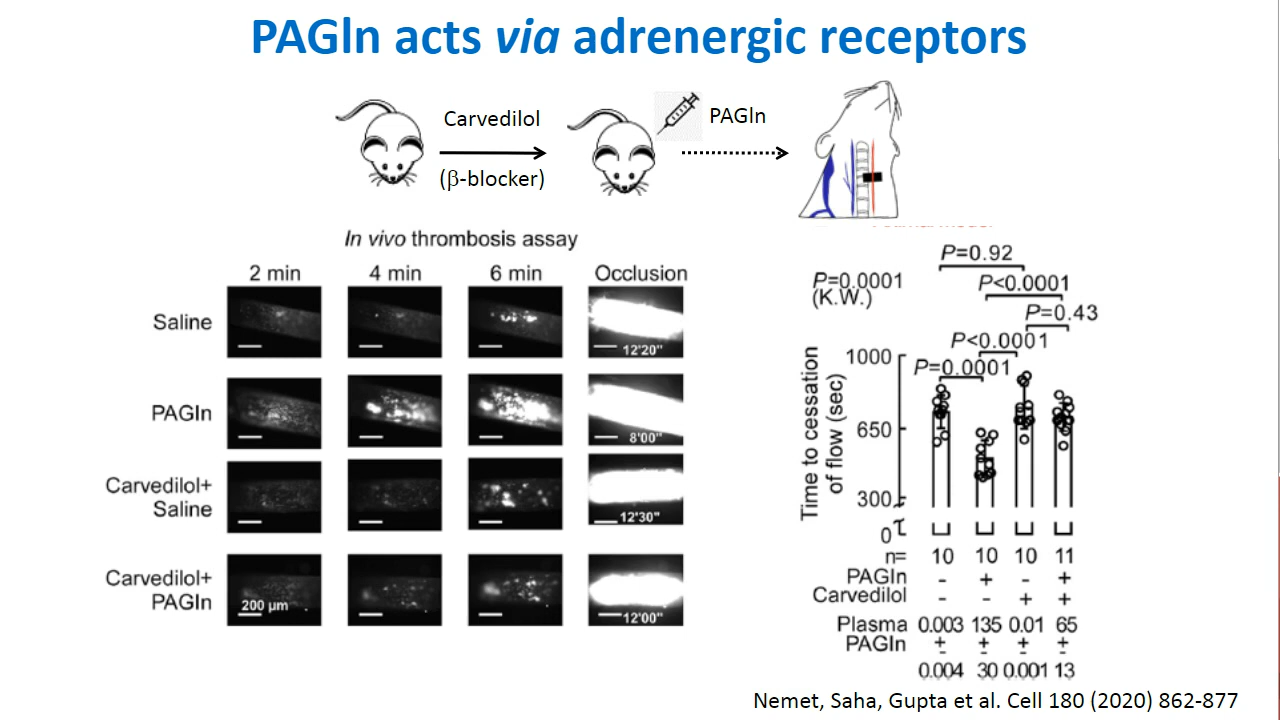 PAGln acts via adrenergic receptors
Carvedilol
(β-blocker)
PAGln
In vivo thrombosis assay
2 min 4 min 6 min Occlusion
Saline
12'20"
PAGln
8'00"
Carvedilol+
Saline
12'30"
Carvedilol+
PAGln
200 µm
12'00"
P=0.92
P=0.0001
(K.W.)
P<0.0001
P=0.43
P<0.0001
P=0.0001
Time to cessation
of flow (sec)
1000
650
300
0
n= 10 10 10 11
PAGln - + - +
Carvedilol - - + +
Plasma 0.003 135 0.01 65
PAGln ± ± ± ±
0.004 30 0.001 13
Nemet, Saha, Gupta et al. Cell 180 (2020) 862-877